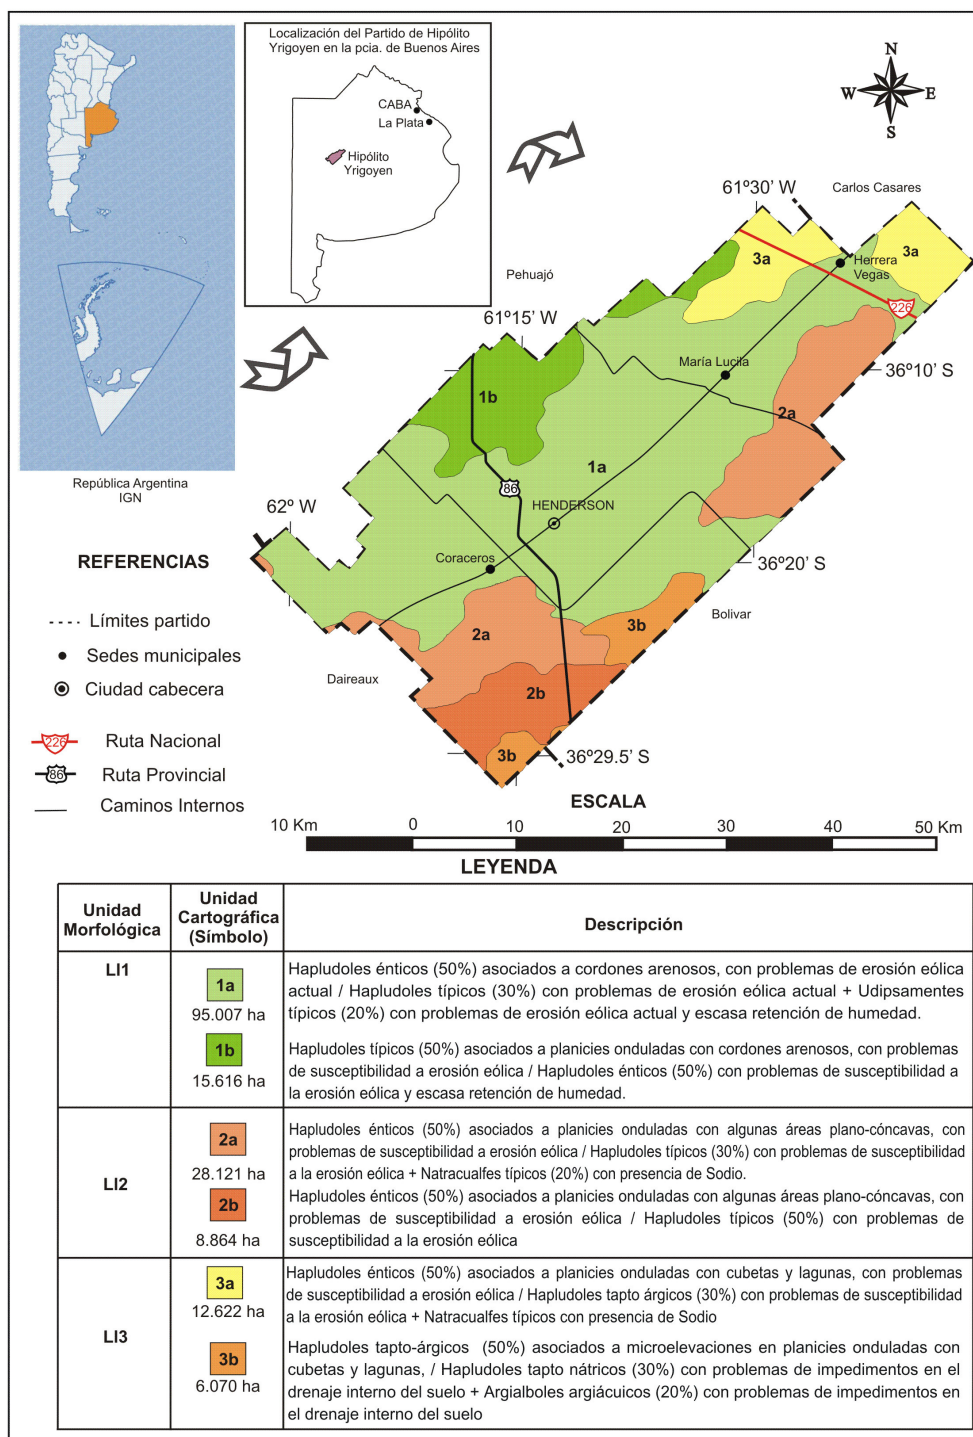 Localización del Partido de Hipólito
Yrigoyen en la pcia. de Buenos Aires
CABA
La Plata
Hipólito
Yrigoyen
República Argentina
IGN
N
W
E
S
61º30' W
Carlos Casares
3a
3a
Herrera
Vegas
226
Pehuajó
61º15' W
María Lucila
36º10' S
1b
2a
1a
86
HENDERSON
62º W
Coraceros
36º20' S
3b
Bolivar
2a
Daireaux
2b
3b
36º29.5' S
REFERENCIAS
Límites partido
Sedes municipales
Ciudad cabecera
226
Ruta Nacional
86
Ruta Provincial
Caminos Internos
ESCALA
10 Km
0
10
20
30
40
50 Km
LEYENDA
Unidad
Morfológica
Unidad
Cartográfica
(Símbolo)
Descripción
LI1
1a
95.007 ha
Hapludoles énticos (50%) asociados a cordones arenosos, con problemas de erosión eólica
actual / Hapludoles típicos (30%) con problemas de erosión eólica actual + Udipsamentes
típicos (20%) con problemas de erosión eólica actual y escasa retención de humedad.
1b
15.616 ha
Hapludoles típicos (50%) asociados a planicies onduladas con cordones arenosos, con problemas
de susceptibilidad a erosión eólica / Hapludoles énticos (50%) con problemas de susceptibilidad a
la erosión eólica y escasa retención de humedad.
LI2
2a
28.121 ha
Hapludoles énticos (50%) asociados a planicies onduladas con algunas áreas plano-cóncavas, con
problemas de susceptibilidad a erosión eólica / Hapludoles típicos (30%) con problemas de susceptibilidad
a la erosión eólica + Natracualfes típicos (20%) con presencia de Sodio.
2b
8.864 ha
Hapludoles énticos (50%) asociados a planicies onduladas con algunas áreas plano-cóncavas, con
problemas de susceptibilidad a erosión eólica / Hapludoles típicos (50%) con problemas de
susceptibilidad a la erosión eólica
LI3
3a
12.622 ha
Hapludoles énticos (50%) asociados a planicies onduladas con cubetas y lagunas, con problemas
de susceptibilidad a erosión eólica / Hapludoles tapto árgicos (30%) con problemas de susceptibilidad
a la erosión eólica + Natracualfes típicos con presencia de Sodio
3b
6.070 ha
Hapludoles tapto-árgicos (50%) asociados a microelevaciones en planicies onduladas con
cubetas y lagunas, / Hapludoles tapto nátricos (30%) con problemas de impedimentos en el
drenaje interno del suelo + Argialboles argiácuicos (20%) con problemas de impedimentos en
el drenaje interno del suelo